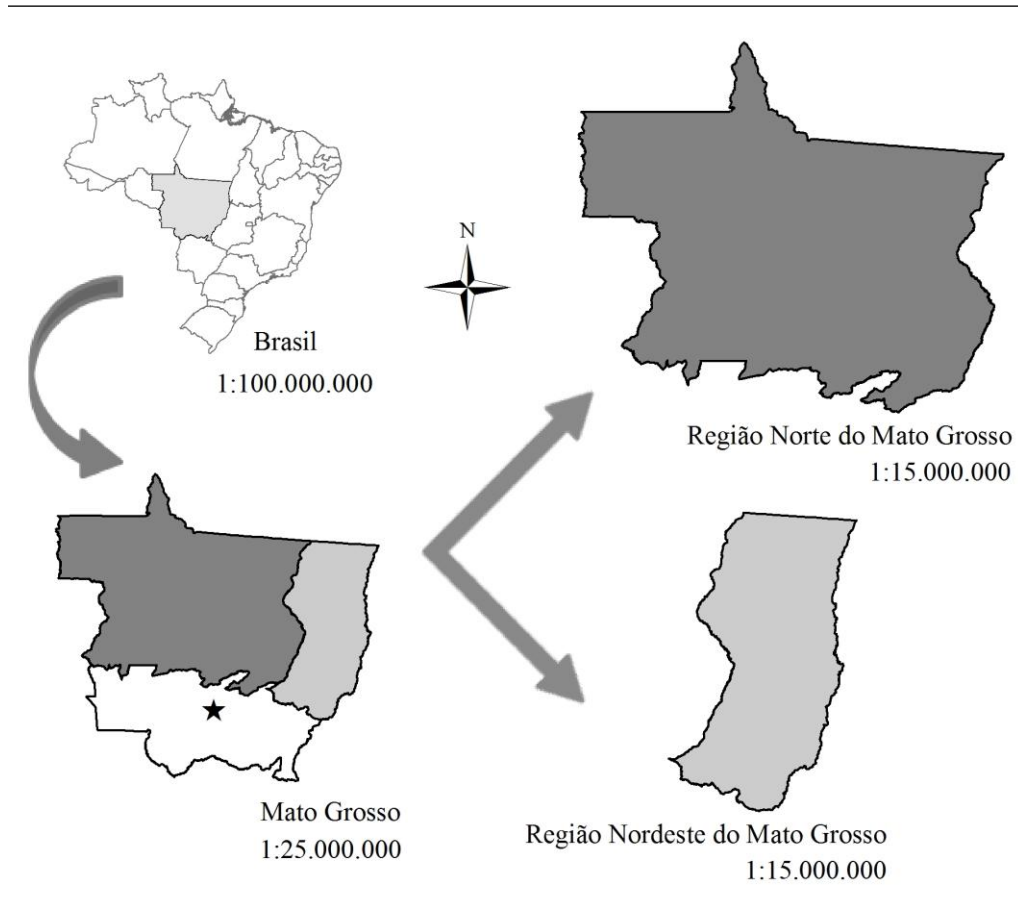 N
Brasil
1:100.000.000
Região Norte do Mato Grosso
1:15.000.000
Mato Grosso
1:25.000.000
Região Nordeste do Mato Grosso
1:15.000.000